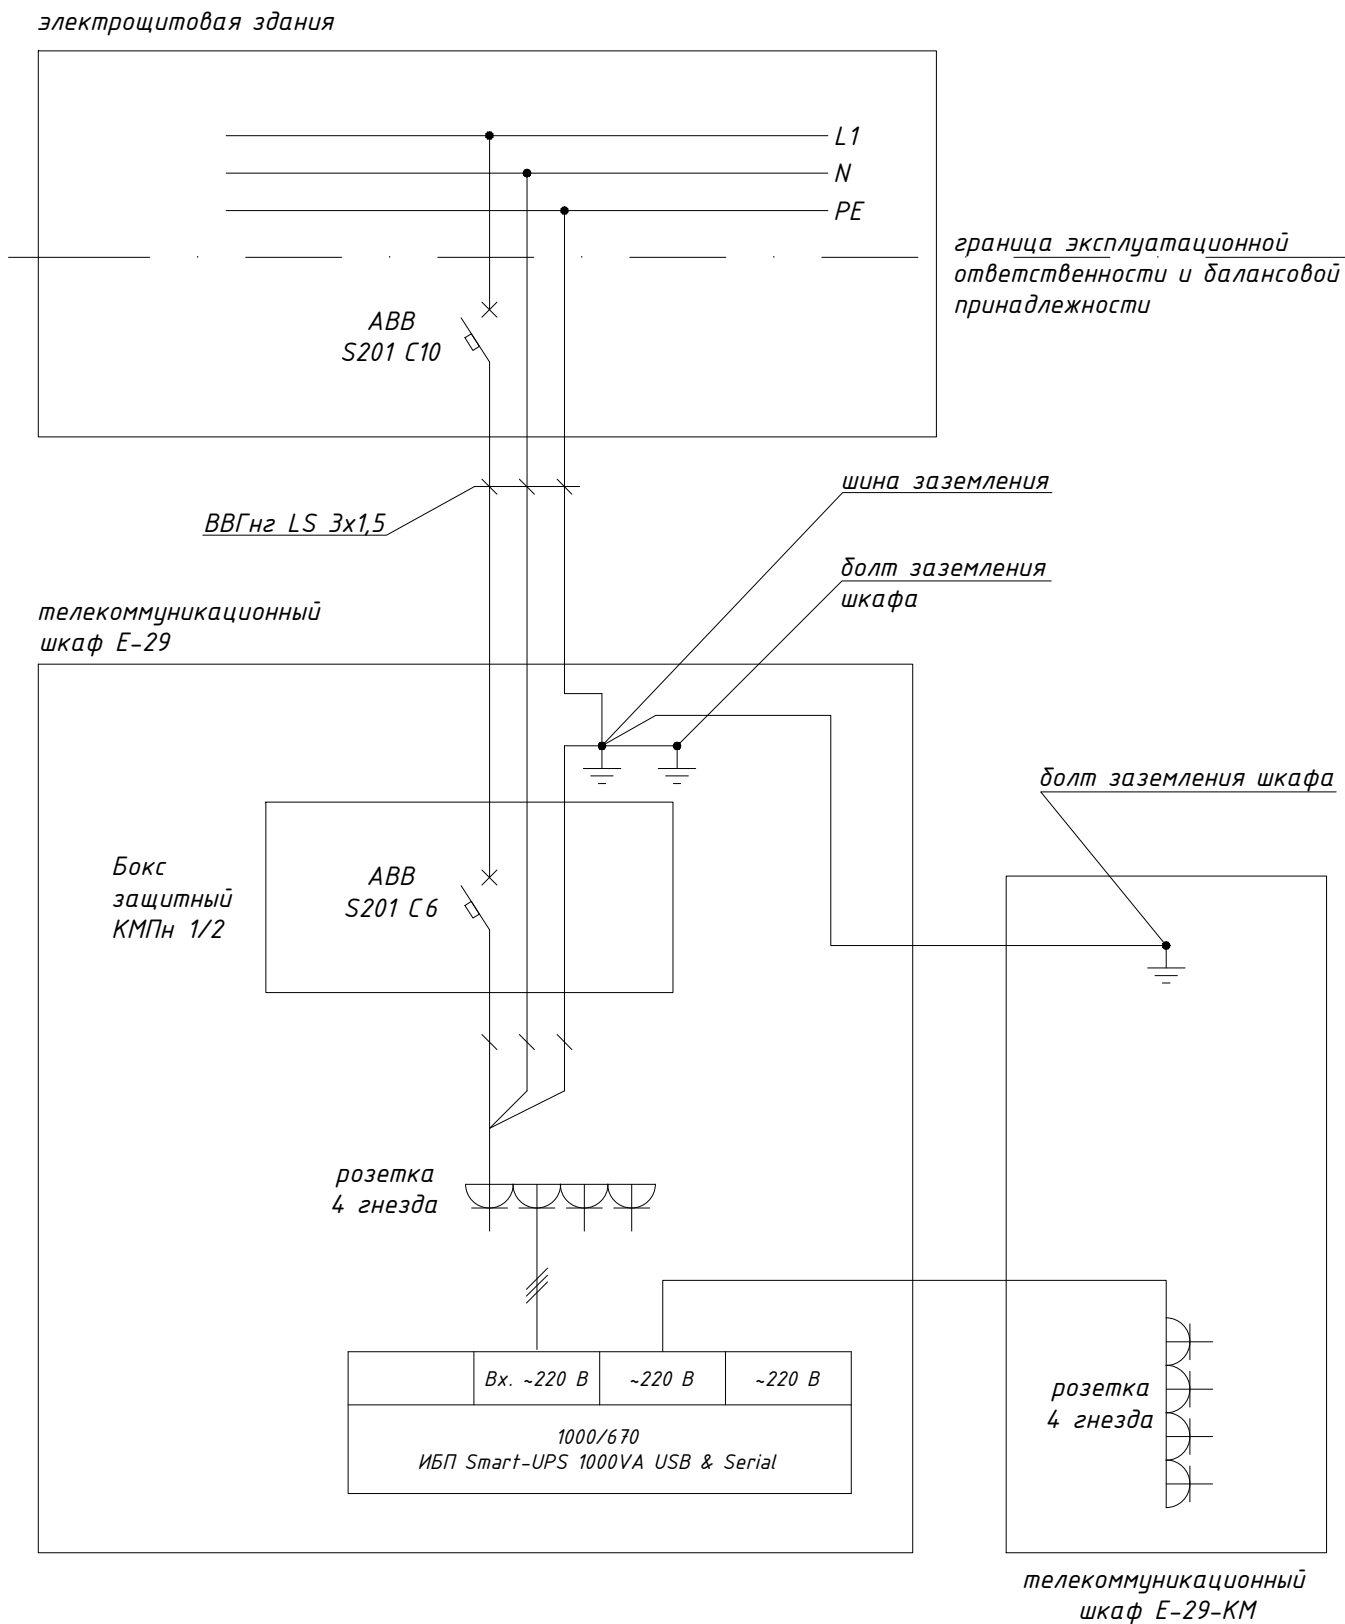 электрощитовая здания
L1
N
PE
граница эксплуатационной
ответственности и балансовой
принадлежности
ABB
S201 C10
шина заземления
ВВГнг LS 3x1,5
болт заземления
шкафа
телекоммуникационный
шкаф Е-29
болт заземления шкафа
Бокс
защитный
КМПн 1/2
ABB
S201 C6
розетка
4 гнезда
Вх. ~220 В
~220 В
~220 В
1000/670
ИБП Smart-UPS 1000VA USB & Serial
розетка
4 гнезда
телекоммуникационный
шкаф Е-29-КМ